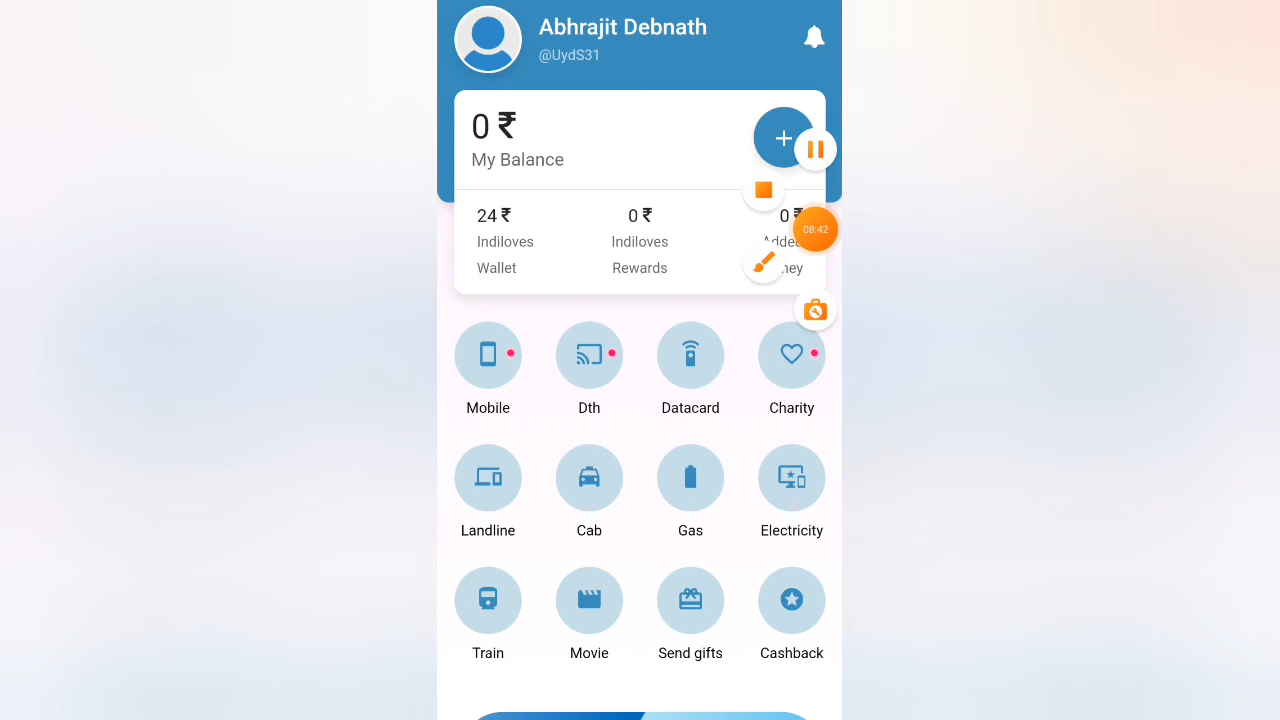 Abhrajit Debnath
@UydS31
0 ₹
My Balance
24 ₹ 0 ₹ 0 ₹
08:42
Indiloves Indiloves Added
Wallet Rewards
Mobile Dth Datacard Charity
Landline Cab Gas Electricity
Train Movie Send gifts Cashback